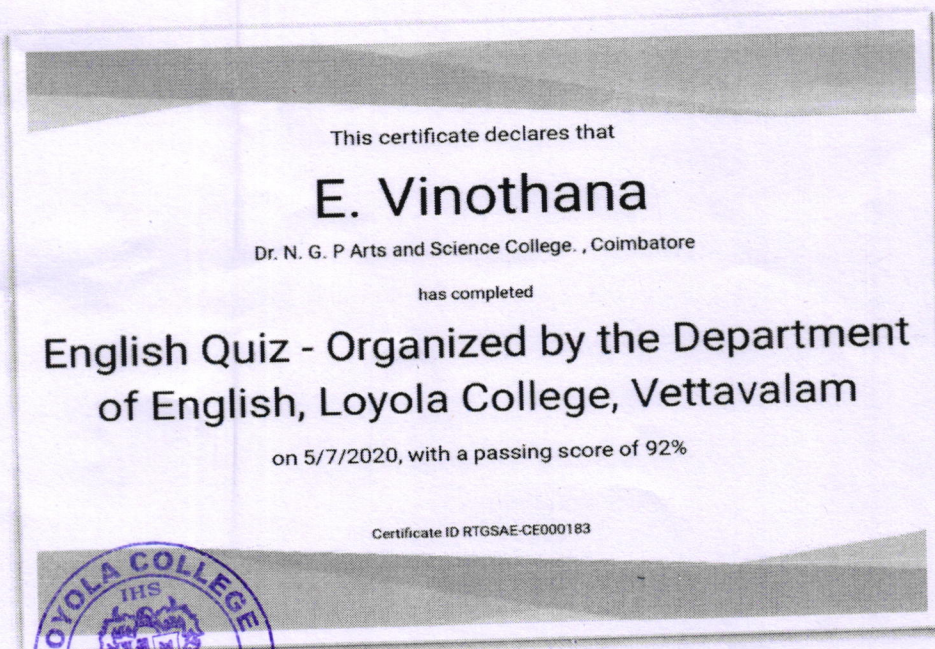 This certificate declares that
E. Vinothana
Dr. N. G. P Arts and Science College. , Coimbatore
has completed
English Quiz - Organized by the Department
of English, Loyola College, Vettavalam
on 5/7/2020, with a passing score of 92%
Certificate ID RTGSAE-CE000183
LOYOLA COLLEGE
IHS